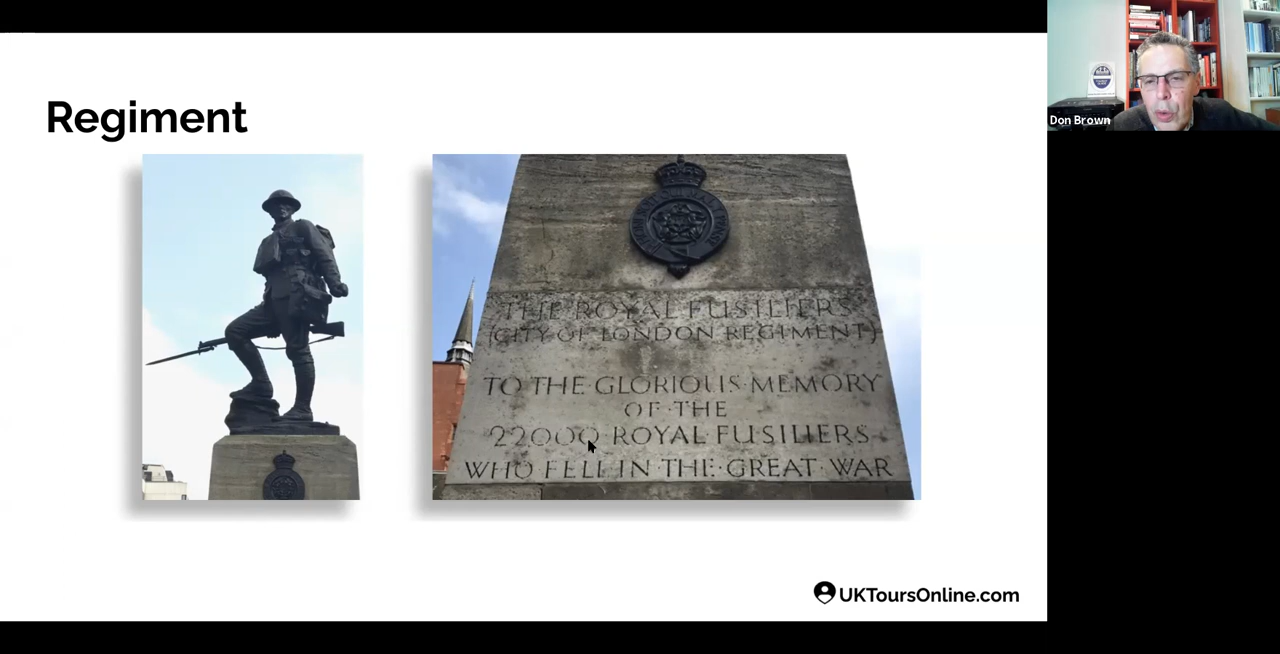 Regiment
THE ROYAL FUSILIERS
(CITY OF LONDON REGIMENT)
TO THE GLORIOUS MEMORY
OF THE
22000 ROYAL FUSILIERS
WHO FELL IN THE GREAT WAR
UKToursOnline.com
Don Brown